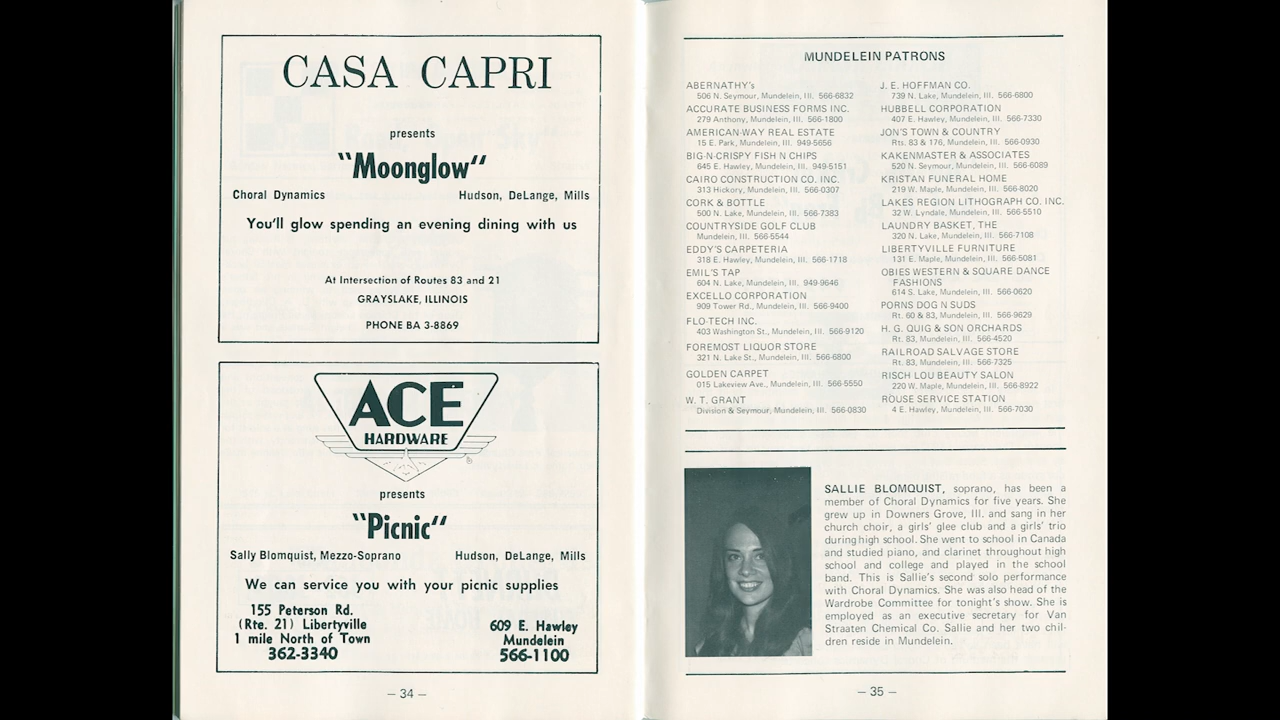 CASA CAPRI
presents
"Moonglow"
Choral Dynamics Hudson, DeLange, Mills
You'll glow spending an evening dining with us
At Intersection of Routes 83 and 21
GRAYSLAKE, ILLINOIS
PHONE BA 3-8869
ACE
HARDWARE
®
presents
"Picnic"
Sally Blomquist, Mezzo-Soprano Hudson, DeLange, Mills
We can service you with your picnic supplies
155 Peterson Rd.
(Rte. 21) Libertyville
1 mile North of Town
362-3340
609 E. Hawley
Mundelein
566-1100
— 34 —
MUNDELEIN PATRONS
ABERNATHY's
506 N. Seymour, Mundelein, Ill. 566-6832
ACCURATE BUSINESS FORMS INC.
279 Anthony, Mundelein, Ill. 566-1800
AMERICAN-WAY REAL ESTATE
15 E. Park, Mundelein, Ill. 949-5656
BIG-N-CRISPY FISH N CHIPS
645 E. Hawley, Mundelein, Ill. 949-5151
CAIRO CONSTRUCTION CO. INC.
313 Hickory, Mundelein, Ill. 566-0307
CORK & BOTTLE
500 N. Lake, Mundelein, Ill. 566-7383
COUNTRYSIDE GOLF CLUB
Mundelein, Ill. 566-5544
EDDY'S CARPETERIA
318 E. Hawley, Mundelein, Ill. 566-1718
EMIL'S TAP
604 N. Lake, Mundelein, Ill. 949-9646
EXCELLO CORPORATION
909 Tower Rd., Mundelein, Ill. 566-9400
FLO-TECH INC.
403 Washington St., Mundelein, Ill. 566-9120
FOREMOST LIQUOR STORE
321 N. Lake St., Mundelein, Ill. 566-6800
GOLDEN CARPET
015 Lakeview Ave., Mundelein, Ill. 566-5550
W. T. GRANT
Division & Seymour, Mundelein, Ill. 566-0830
J. E. HOFFMAN CO.
739 N. Lake, Mundelein, Ill. 566-6800
HUBBELL CORPORATION
407 E. Hawley, Mundelein, Ill. 566-7330
JON'S TOWN & COUNTRY
Rts. 83 & 176, Mundelein, Ill. 566-0930
KAKENMASTER & ASSOCIATES
520 N. Seymour, Mundelein, Ill. 566-6089
KRISTAN FUNERAL HOME
219 W. Maple, Mundelein, Ill. 566-8020
LAKES REGION LITHOGRAPH CO. INC.
32 W. Lyndale, Mundelein, Ill. 566-5510
LAUNDRY BASKET, THE
320 N. Lake, Mundelein, Ill. 566-7108
LIBERTYVILLE FURNITURE
131 E. Maple, Mundelein, Ill. 566-5081
OBIES WESTERN & SQUARE DANCE
FASHIONS
614 S. Lake, Mundelein, Ill. 566-0620
PORNS DOG N SUDS
Rt. 60 & 83, Mundelein, Ill. 566-9629
H. G. QUIG & SON ORCHARDS
Rt. 83, Mundelein, Ill. 566-4520
RAILROAD SALVAGE STORE
Rt. 83, Mundelein, Ill. 566-7325
RISCH LOU BEAUTY SALON
220 W. Maple, Mundelein, Ill. 566-8922
ROUSE SERVICE STATION
4 E. Hawley, Mundelein, Ill. 566-7030
SALLIE BLOMQUIST, soprano, has been a
member of Choral Dynamics for five years. She
grew up in Downers Grove, Ill. and sang in her
church choir, a girls' glee club and a girls' trio
during high school. She went to school in Canada
and studied piano, and clarinet throughout high
school and college and played in the school
band. This is Sallie's second solo performance
with Choral Dynamics. She was also head of the
Wardrobe Committee for tonight's show. She is
employed as an executive secretary for Van
Straaten Chemical Co. Sallie and her two chil-
dren reside in Mundelein.
— 35 —